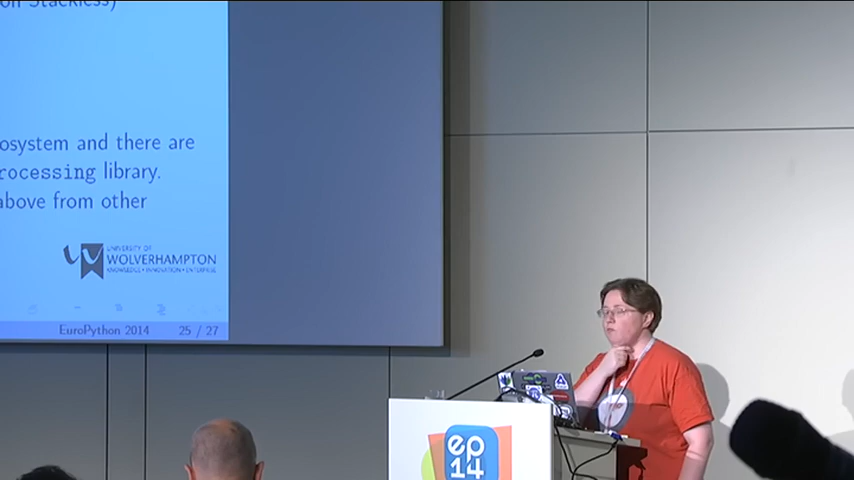 on Stackless)
osystem and there are
rocessing library.
above from other
UNIVERSITY OF
WOLVERHAMPTON
KNOWLEDGE • INNOVATION • ENTERPRISE
EuroPython 2014 25 / 27
ep
14